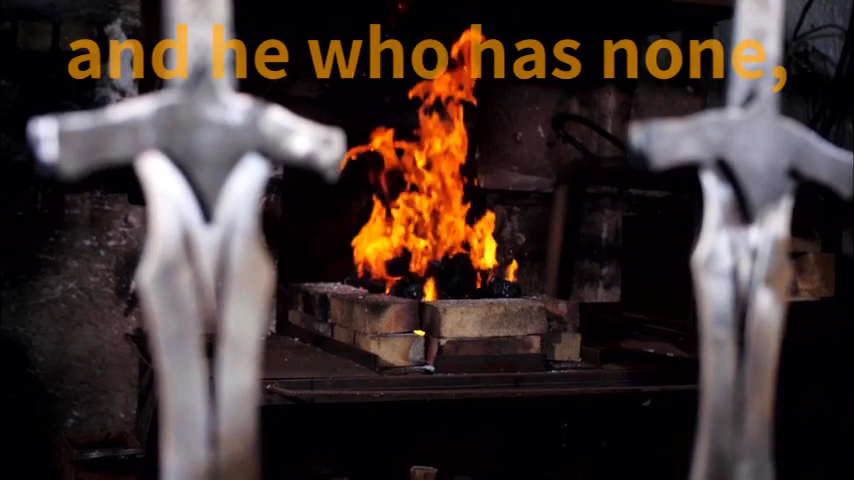 and he who has none,